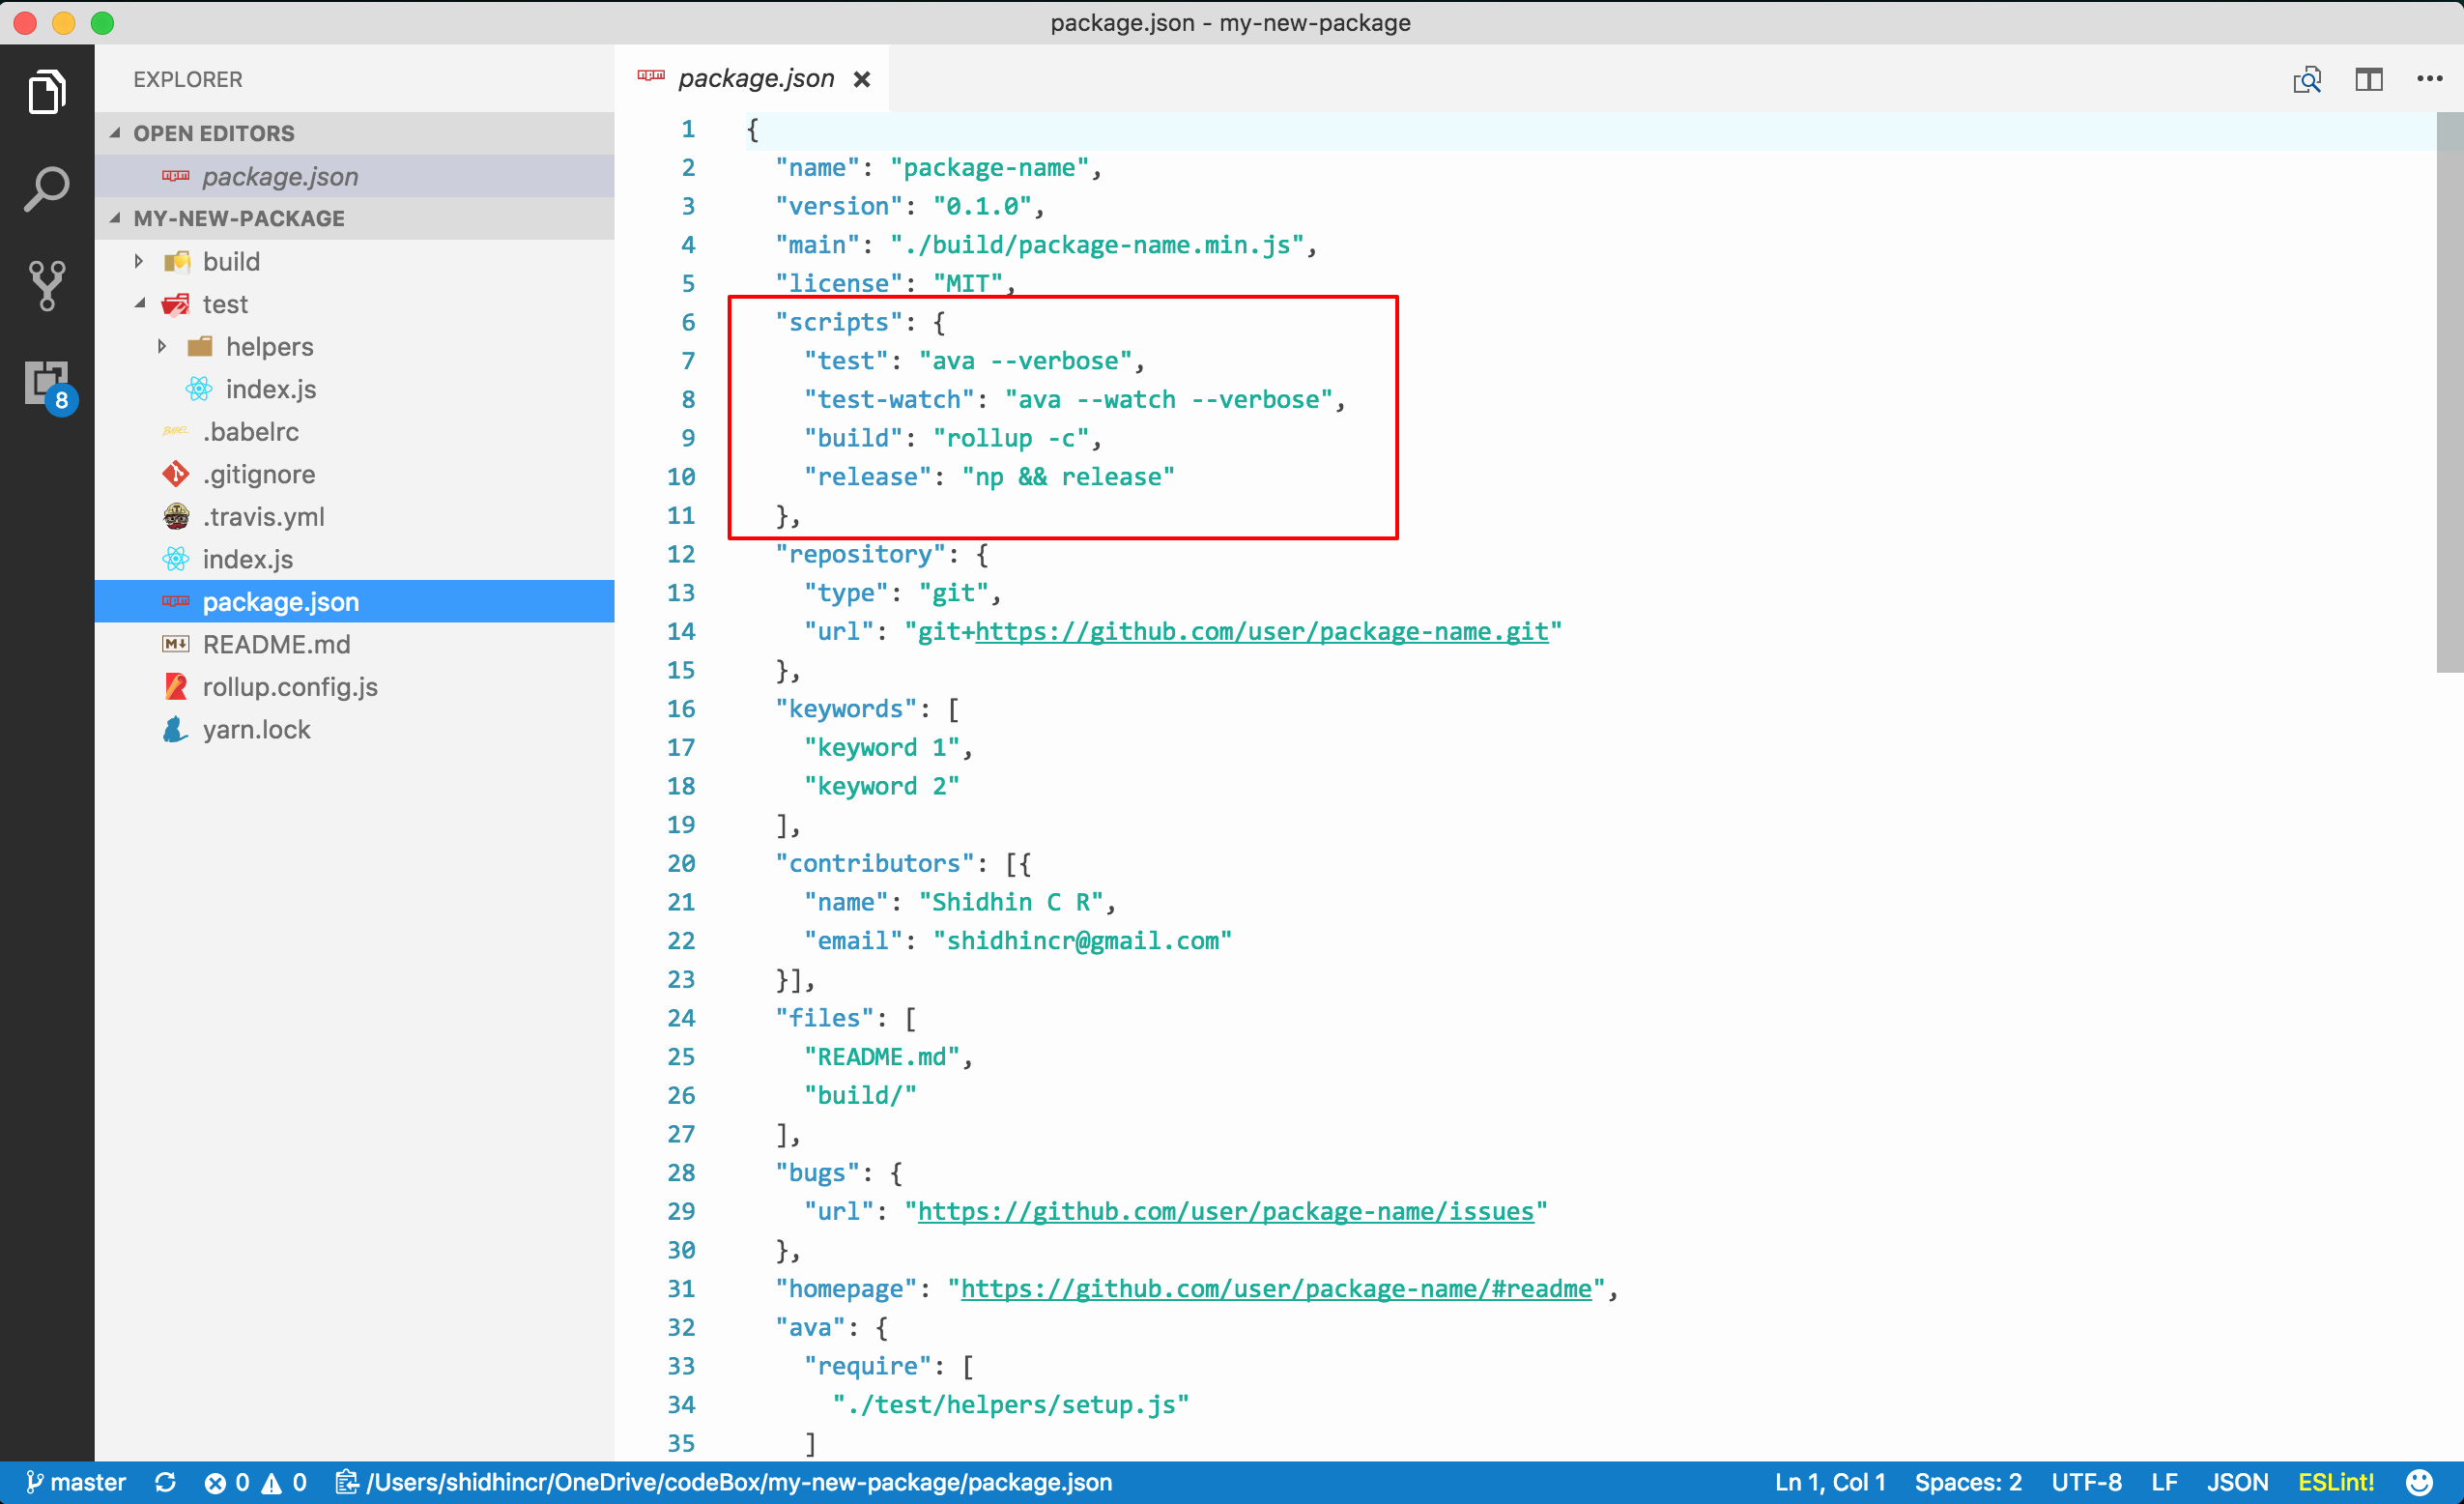 package.json - my-new-package
EXPLORER
OPEN EDITORS
package.json
MY-NEW-PACKAGE
build
test
helpers
index.js
.babelrc
.gitignore
.travis.yml
index.js
package.json
README.md
rollup.config.js
yarn.lock
8
package.json
1 {
2 "name": "package-name",
3 "version": "0.1.0",
4 "main": "./build/package-name.min.js",
5 "license": "MIT",
6 "scripts": {
7 "test": "ava --verbose",
8 "test-watch": "ava --watch --verbose",
9 "build": "rollup -c",
10 "release": "np && release"
11 },
12 "repository": {
13 "type": "git",
14 "url": "git+https://github.com/user/package-name.git"
15 },
16 "keywords": [
17 "keyword 1",
18 "keyword 2"
19 ],
20 "contributors": [{
21 "name": "Shidhin C R",
22 "email": "shidhincr@gmail.com"
23 }],
24 "files": [
25 "README.md",
26 "build/"
27 ],
28 "bugs": {
29 "url": "https://github.com/user/package-name/issues"
30 },
31 "homepage": "https://github.com/user/package-name/#readme",
32 "ava": {
33 "require": [
34 "./test/helpers/setup.js"
35 ]
master 0 0 /Users/shidhincr/OneDrive/codeBox/my-new-package/package.json Ln 1, Col 1 Spaces: 2 UTF-8 LF JSON ESLint!